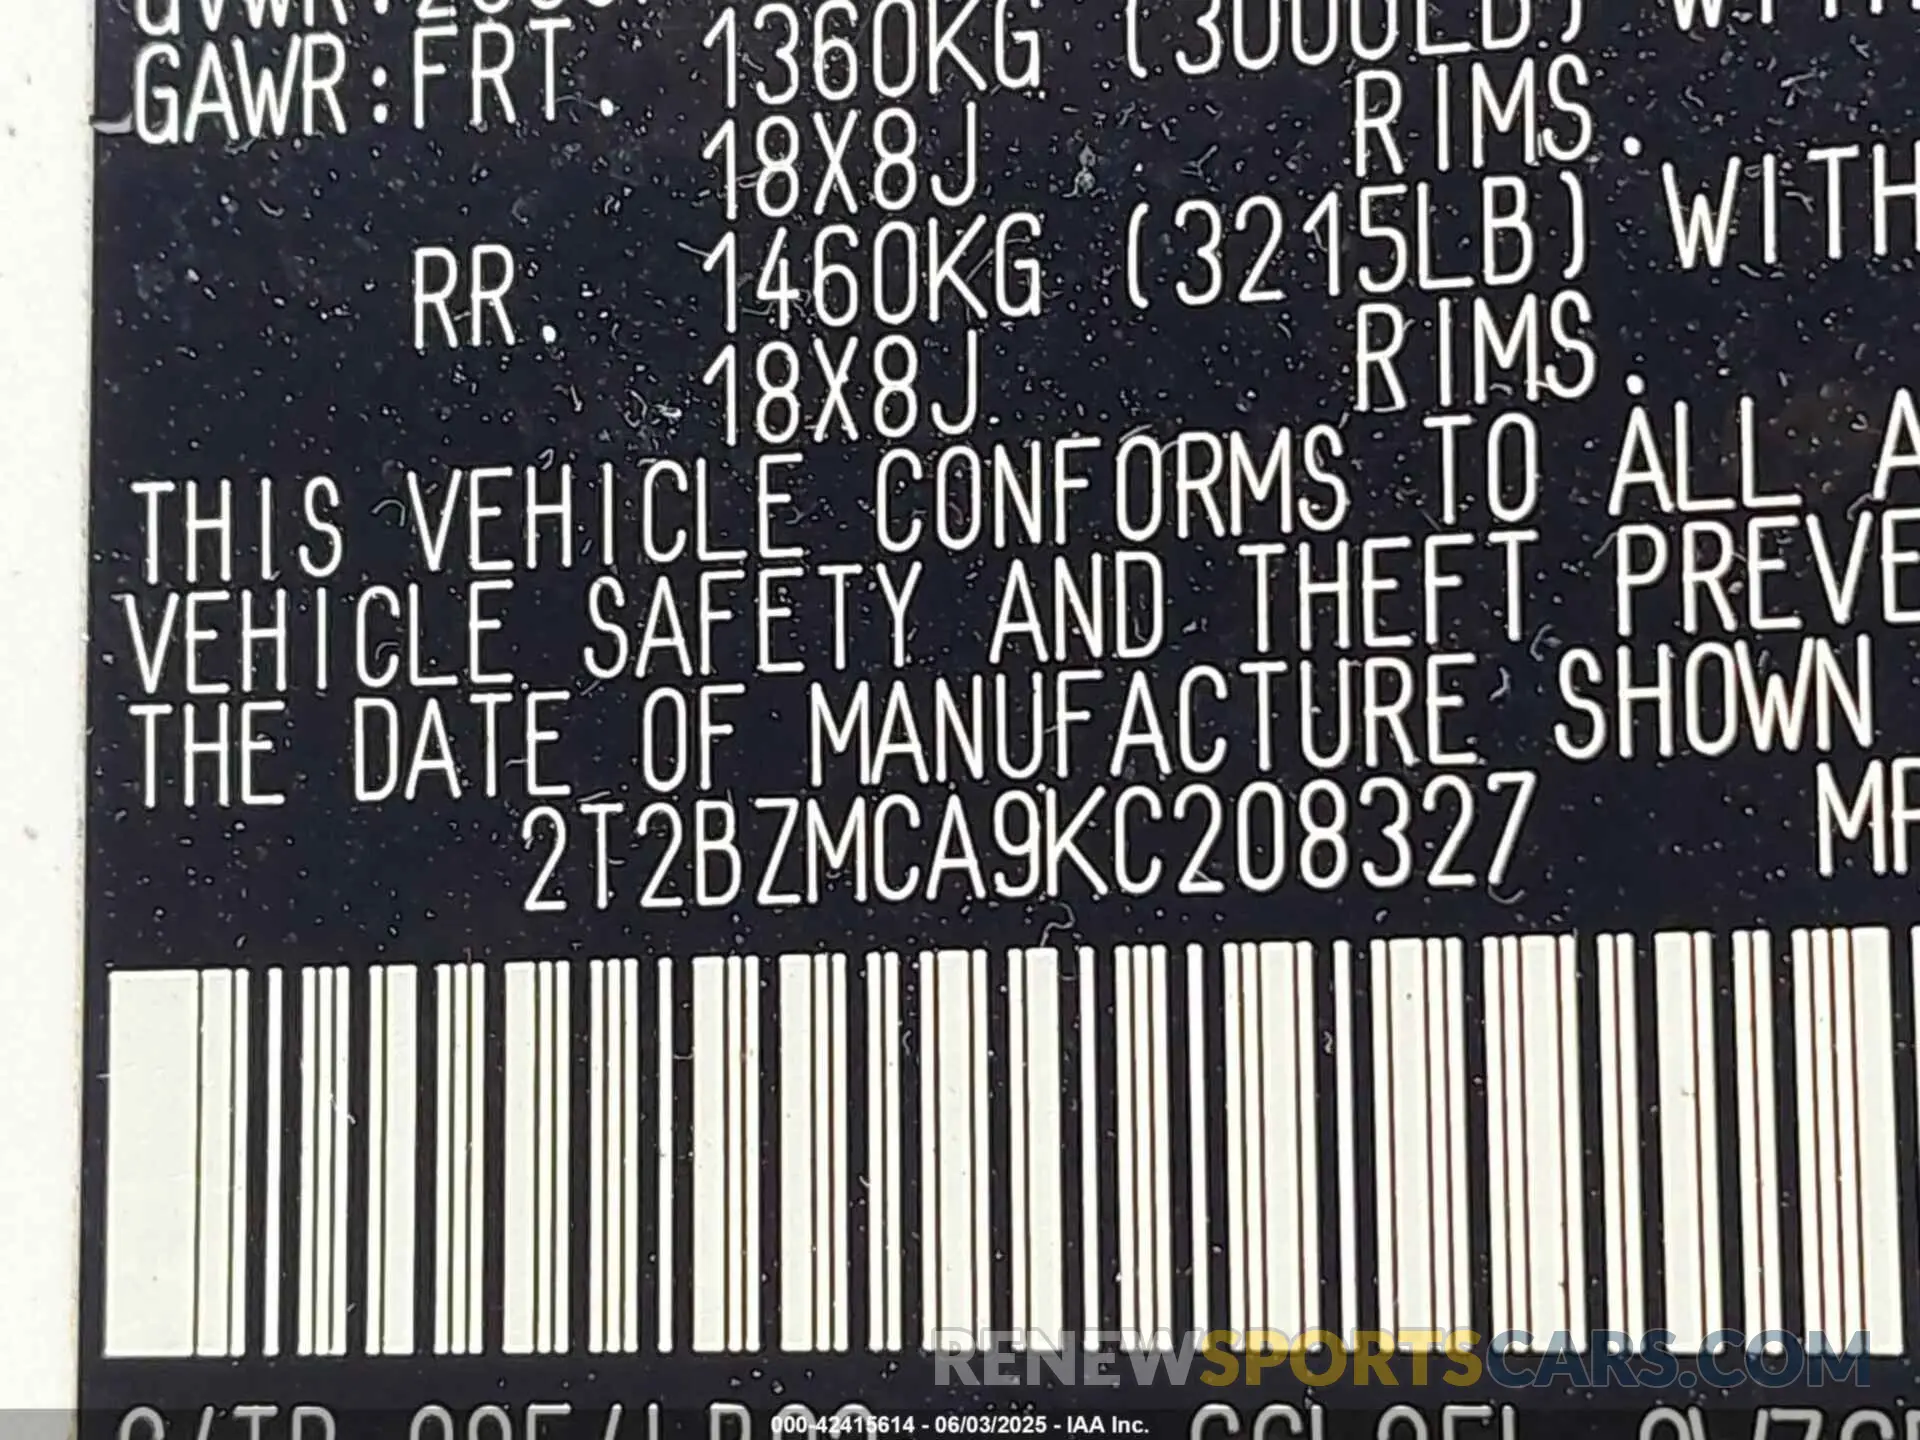 GAWR:FRT. 1360KG (3000LB) WITH
18X8J RIMS.
RR. 1460KG (3215LB) WITH
18X8J RIMS.
THIS VEHICLE CONFORMS TO ALL A
VEHICLE SAFETY AND THEFT PREVE
THE DATE OF MANUFACTURE SHOWN
2T2BZMCA9KC208327 MP
RENEWSPORTSCARS.COM
000-42415614 - 06/03/2025 - IAA Inc.